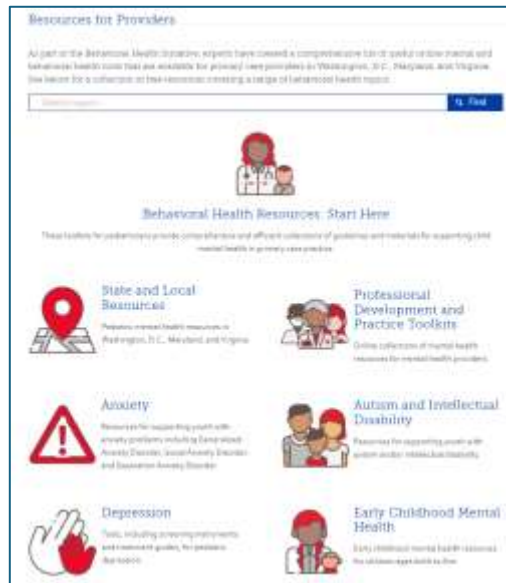 Resources for Providers
As part of the Behavioral Health Initiative, experts have created a comprehensive list of useful online mental and
behavioral health tools that are available for primary care providers in Washington, D.C., Maryland, and Virginia.
See below for a collection of free resources covering a range of behavioral health topics.
Find
Behavioral Health Resources: Start Here
These toolkits for pediatricians provide comprehensive and efficient collections of guidelines and materials for supporting child
mental health in primary care practice.
State and Local
Resources
Pediatric mental health resources in
Washington, D.C., Maryland, and Virginia
Professional
Development and
Practice Toolkits
Online collections of mental health
resources for mental health providers
Anxiety
Resources for supporting youth with
anxiety problems including Generalized
Anxiety Disorder, Social Anxiety Disorder
and Separation Anxiety Disorder
Autism and Intellectual
Disability
Resources for supporting youth with
autism and/or intellectual disability
Depression
Tools, including screening instruments
and treatment guides, for pediatric
depression
Early Childhood Mental
Health
Early childhood mental health resources
for children ages birth to five